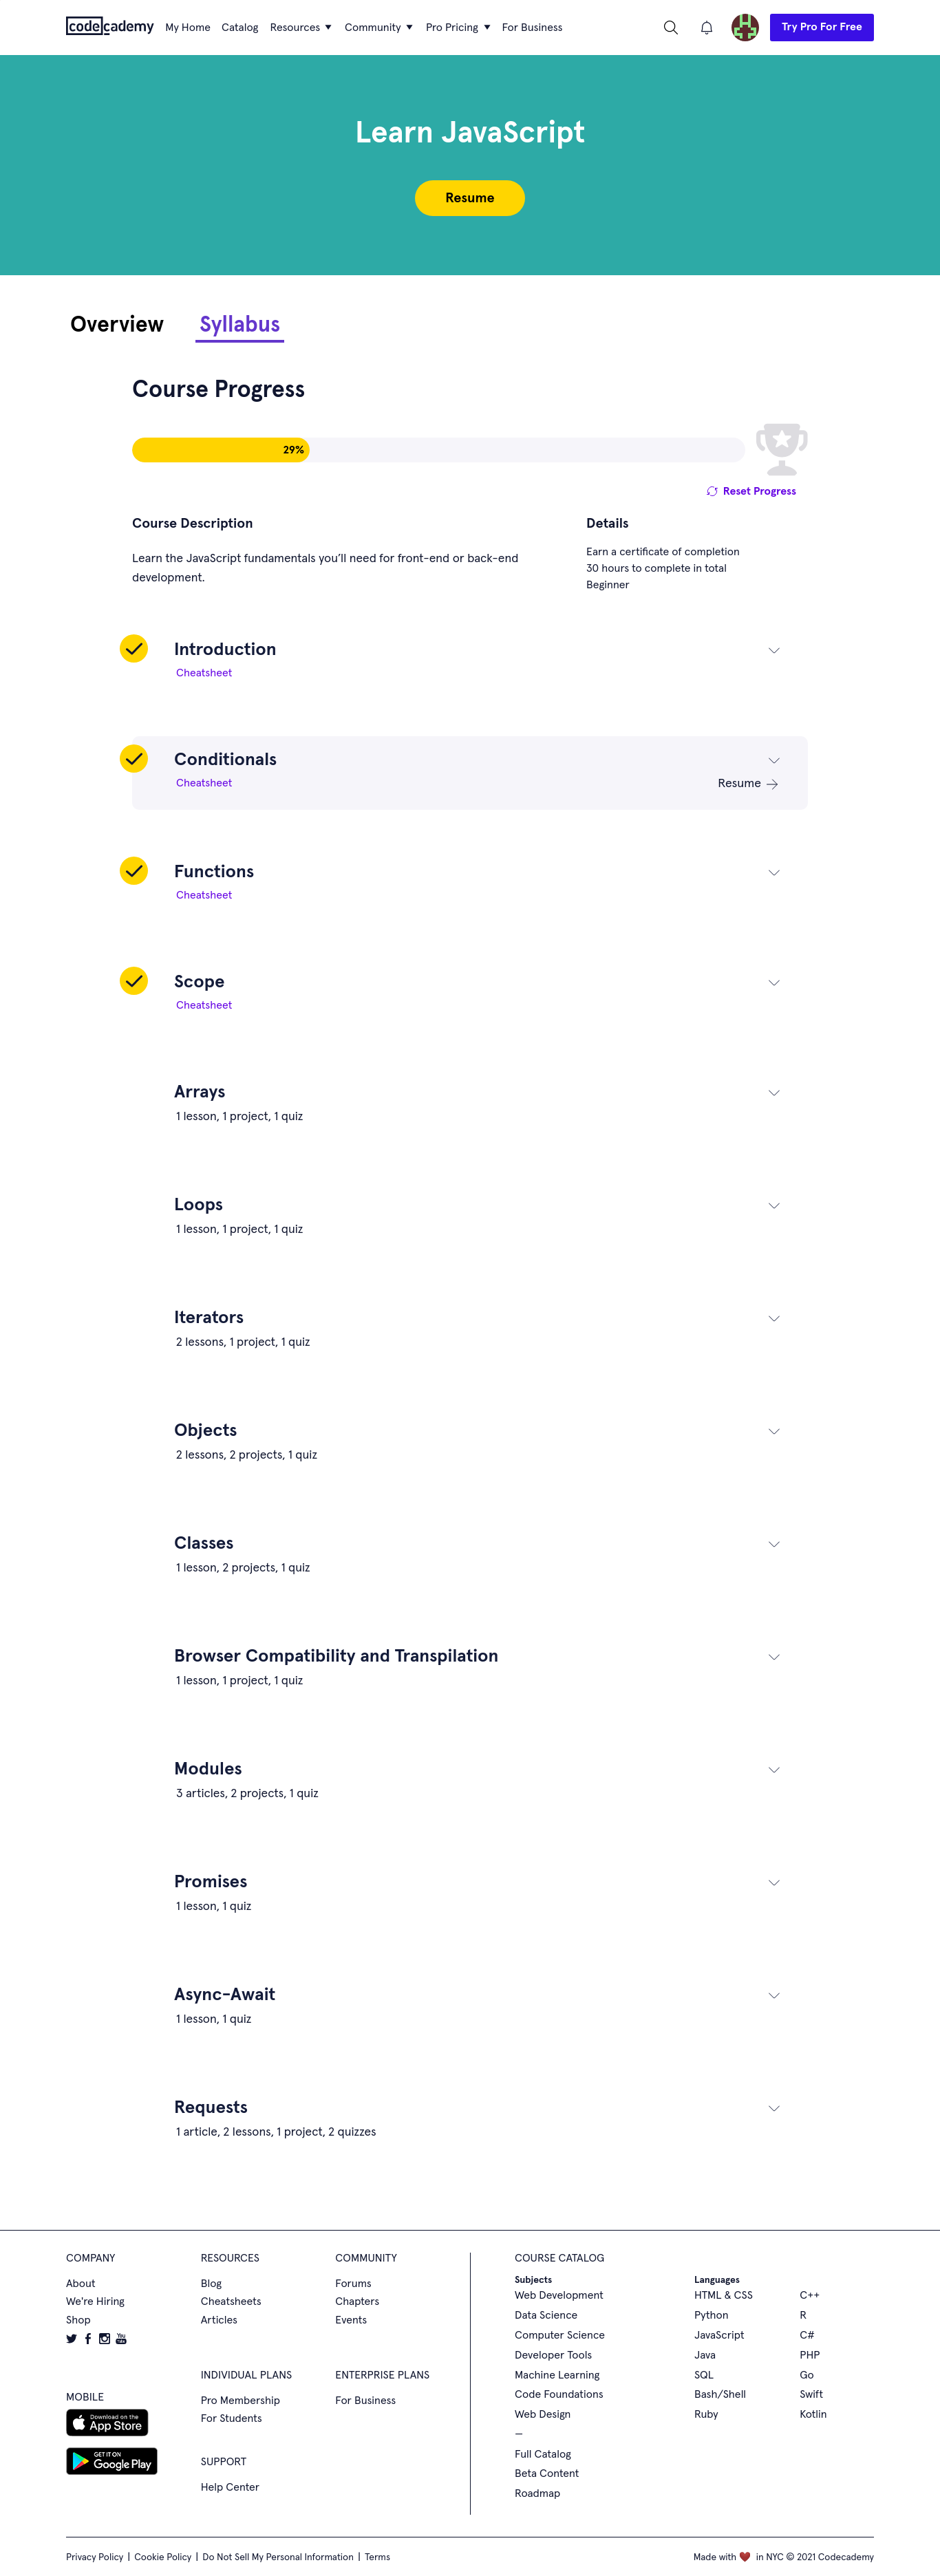 codecademy My Home Catalog Resources Community Pro Pricing For Business Try Pro For Free
Learn JavaScript
Resume
Overview Syllabus
Course Progress
29%
Reset Progress
Course Description
Learn the JavaScript fundamentals you’ll need for front-end or back-end
development.
Details
Earn a certificate of completion
30 hours to complete in total
Beginner
Introduction
Cheatsheet
Conditionals
Cheatsheet
Resume
Functions
Cheatsheet
Scope
Cheatsheet
Arrays
1 lesson, 1 project, 1 quiz
Loops
1 lesson, 1 project, 1 quiz
Iterators
2 lessons, 1 project, 1 quiz
Objects
2 lessons, 2 projects, 1 quiz
Classes
1 lesson, 2 projects, 1 quiz
Browser Compatibility and Transpilation
1 lesson, 1 project, 1 quiz
Modules
3 articles, 2 projects, 1 quiz
Promises
1 lesson, 1 quiz
Async-Await
1 lesson, 1 quiz
Requests
1 article, 2 lessons, 1 project, 2 quizzes
COMPANY
About
We're Hiring
Shop
You
Tube
MOBILE
Download on the
App Store
GET IT ON
Google Play
RESOURCES
Blog
Cheatsheets
Articles
INDIVIDUAL PLANS
Pro Membership
For Students
SUPPORT
Help Center
COMMUNITY
Forums
Chapters
Events
ENTERPRISE PLANS
For Business
COURSE CATALOG
Subjects
Web Development
Data Science
Computer Science
Developer Tools
Machine Learning
Code Foundations
Web Design
—
Full Catalog
Beta Content
Roadmap
Languages
HTML & CSS
Python
JavaScript
Java
SQL
Bash/Shell
Ruby
C++
R
C#
PHP
Go
Swift
Kotlin
Privacy Policy | Cookie Policy | Do Not Sell My Personal Information | Terms
Made with ❤️ in NYC © 2021 Codecademy